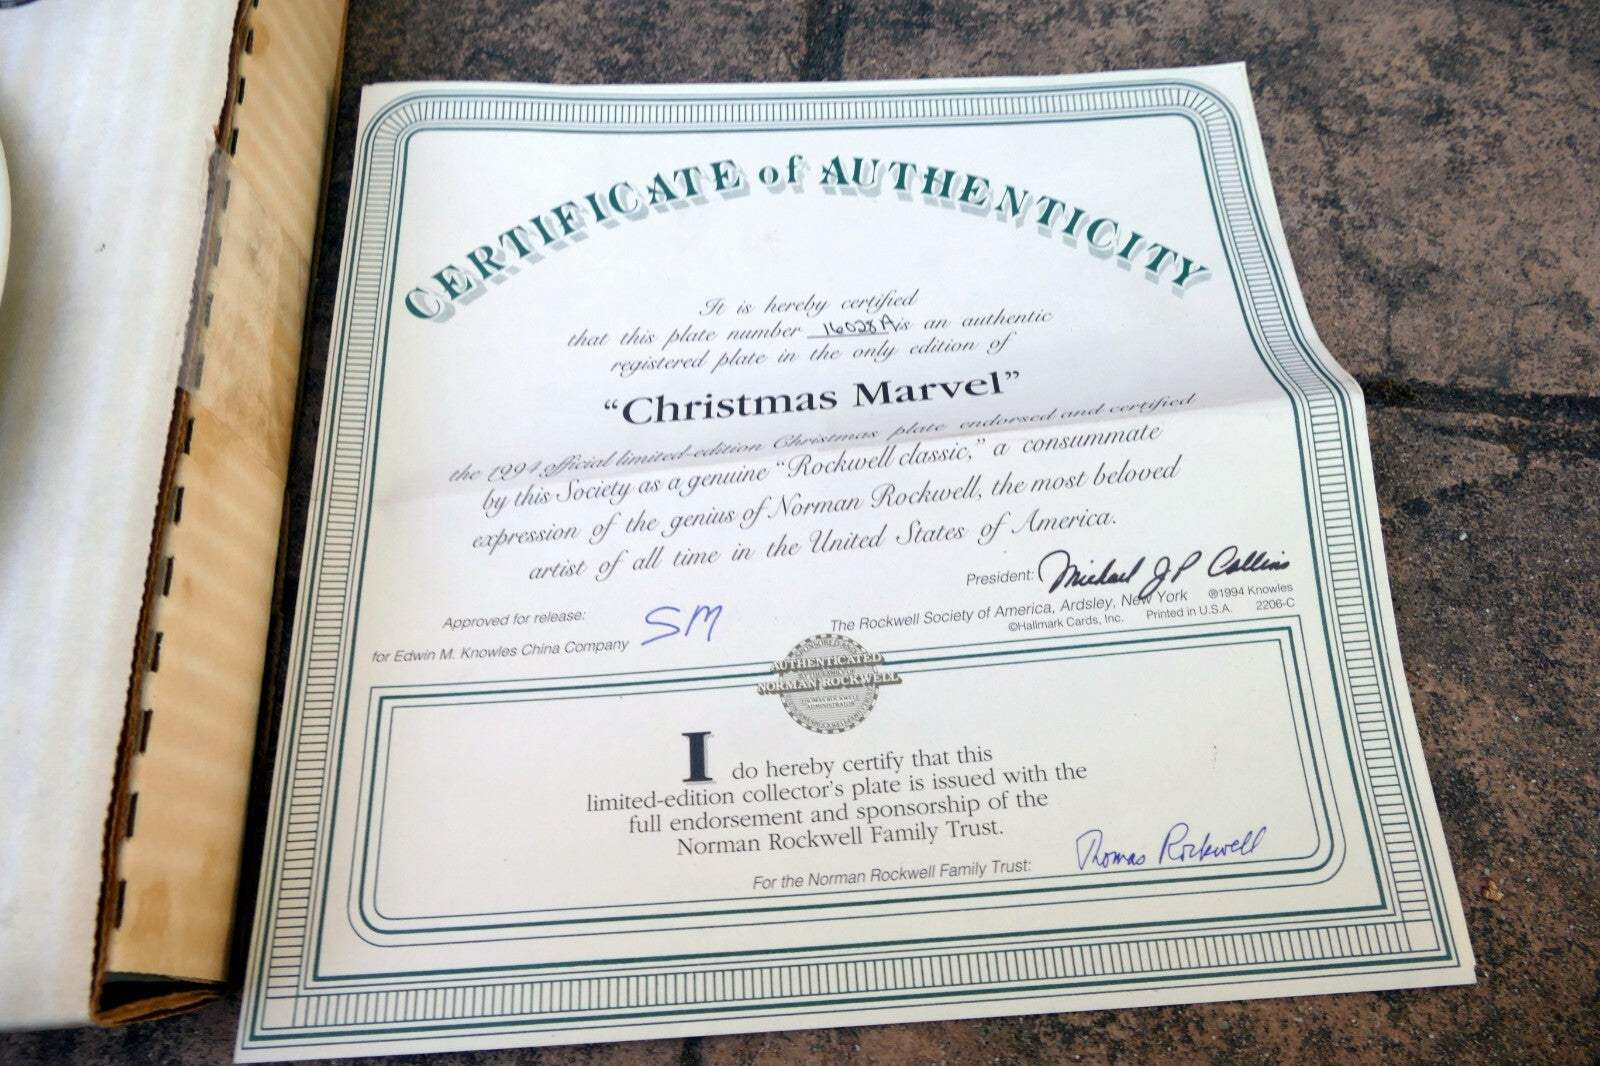 CERTIFICATE of AUTHENTICITY
It is hereby certified
that this plate number 16028A is an authentic
registered plate in the only edition of
“Christmas Marvel”
the 1994 official limited-edition Christmas plate endorsed and certified
by this Society as a genuine “Rockwell classic,” a consummate
expression of the genius of Norman Rockwell, the most beloved
artist of all time in the United States of America.
President: Michael J P Collins
The Rockwell Society of America, Ardsley, New York ®1994 Knowles
©Hallmark Cards, Inc. Printed in U.S.A. 2206-C
Approved for release:
for Edwin M. Knowles China Company SM
AUTHENTICATED
NORMAN ROCKWELL
THOMAS ROCKWELL
ADMINISTRATOR
I do hereby certify that this
limited-edition collector's plate is issued with the
full endorsement and sponsorship of the
Norman Rockwell Family Trust.
For the Norman Rockwell Family Trust: Thomas Rockwell